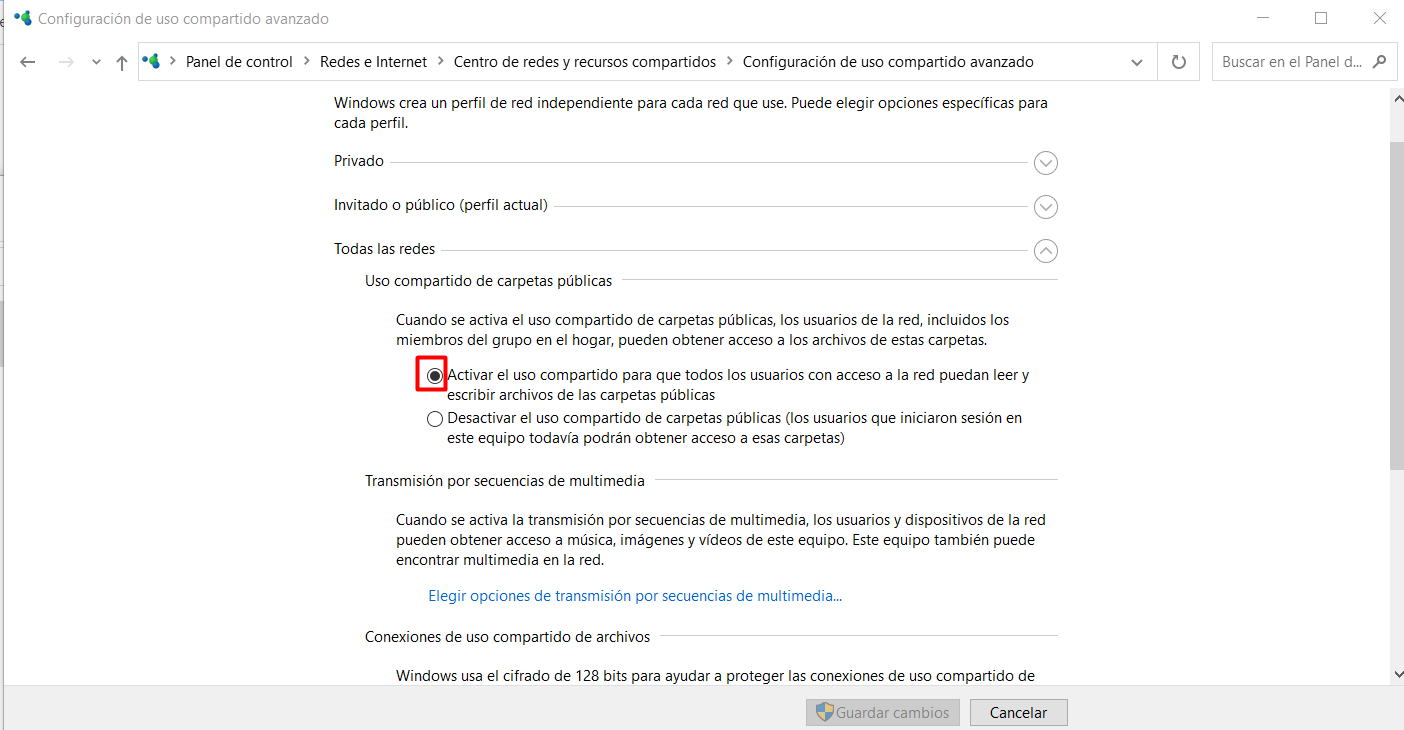 Configuración de uso compartido avanzado
Panel de control > Redes e Internet > Centro de redes y recursos compartidos > Configuración de uso compartido avanzado
Buscar en el Panel d...
Windows crea un perfil de red independiente para cada red que use. Puede elegir opciones específicas para
cada perfil.
Privado
Invitado o público (perfil actual)
Todas las redes
Uso compartido de carpetas públicas
Cuando se activa el uso compartido de carpetas públicas, los usuarios de la red, incluidos los
miembros del grupo en el hogar, pueden obtener acceso a los archivos de estas carpetas.
Activar el uso compartido para que todos los usuarios con acceso a la red puedan leer y
escribir archivos de las carpetas públicas
Desactivar el uso compartido de carpetas públicas (los usuarios que iniciaron sesión en
este equipo todavía podrán obtener acceso a esas carpetas)
Transmisión por secuencias de multimedia
Cuando se activa la transmisión por secuencias de multimedia, los usuarios y dispositivos de la red
pueden obtener acceso a música, imágenes y vídeos de este equipo. Este equipo también puede
encontrar multimedia en la red.
Elegir opciones de transmisión por secuencias de multimedia...
Conexiones de uso compartido de archivos
Windows usa el cifrado de 128 bits para ayudar a proteger las conexiones de uso compartido de
Guardar cambios
Cancelar